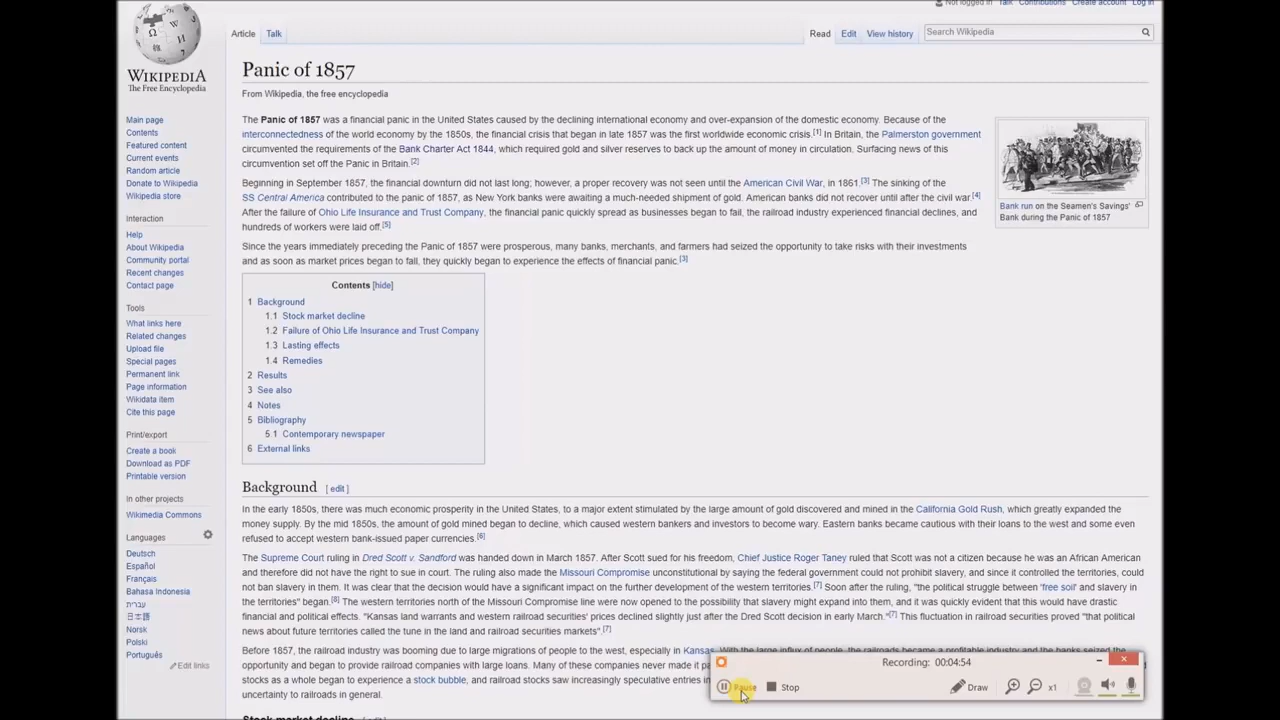 Not logged in Talk Contributions Create account Log in
Article Talk Read Edit View history Search Wikipedia
WIKIPEDIA
The Free Encyclopedia
Main page
Contents
Featured content
Current events
Random article
Donate to Wikipedia
Wikipedia store
Interaction
Help
About Wikipedia
Community portal
Recent changes
Contact page
Tools
What links here
Related changes
Upload file
Special pages
Permanent link
Page information
Wikidata item
Cite this page
Print/export
Create a book
Download as PDF
Printable version
In other projects
Wikimedia Commons
Languages
Deutsch
Español
Français
Bahasa Indonesia
עברית
日本語
Norsk
Polski
Português
Edit links
Panic of 1857
From Wikipedia, the free encyclopedia
The Panic of 1857 was a financial panic in the United States caused by the declining international economy and over-expansion of the domestic economy. Because of the
interconnectedness of the world economy by the 1850s, the financial crisis that began in late 1857 was the first worldwide economic crisis.[1] In Britain, the Palmerston government
circumvented the requirements of the Bank Charter Act 1844, which required gold and silver reserves to back up the amount of money in circulation. Surfacing news of this
circumvention set off the Panic in Britain.[2]
Beginning in September 1857, the financial downturn did not last long; however, a proper recovery was not seen until the American Civil War, in 1861.[3] The sinking of the
SS Central America contributed to the panic of 1857, as New York banks were awaiting a much-needed shipment of gold. American banks did not recover until after the civil war.[4]
After the failure of Ohio Life Insurance and Trust Company, the financial panic quickly spread as businesses began to fail, the railroad industry experienced financial declines, and
hundreds of workers were laid off.[5]
Since the years immediately preceding the Panic of 1857 were prosperous, many banks, merchants, and farmers had seized the opportunity to take risks with their investments
and as soon as market prices began to fall, they quickly began to experience the effects of financial panic.[3]
Bank run on the Seamen's Savings'
Bank during the Panic of 1857
Contents [hide]
1 Background
1.1 Stock market decline
1.2 Failure of Ohio Life Insurance and Trust Company
1.3 Lasting effects
1.4 Remedies
2 Results
3 See also
4 Notes
5 Bibliography
5.1 Contemporary newspaper
6 External links
Background [ edit ]
In the early 1850s, there was much economic prosperity in the United States, to a major extent stimulated by the large amount of gold discovered and mined in the California Gold Rush, which greatly expanded the
money supply. By the mid 1850s, the amount of gold mined began to decline, which caused western bankers and investors to become wary. Eastern banks became cautious with their loans to the west and some even
refused to accept western bank-issued paper currencies.[6]
The Supreme Court ruling in Dred Scott v. Sandford was handed down in March 1857. After Scott sued for his freedom, Chief Justice Roger Taney ruled that Scott was not a citizen because he was an African American
and therefore did not have the right to sue in court. The ruling also made the Missouri Compromise unconstitutional by saying the federal government could not prohibit slavery, and since it controlled the territories, could
not ban slavery in them. It was clear that the decision would have a significant impact on the further development of the western territories.[7] Soon after the ruling, "the political struggle between 'free soil' and slavery in
the territories" began.[8] The western territories north of the Missouri Compromise line were now opened to the possibility that slavery might expand into them, and it was quickly evident that this would have drastic
financial and political effects. "Kansas land warrants and western railroad securities' prices declined slightly just after the Dred Scott decision in early March."[7] This fluctuation in railroad securities proved "that political
news about future territories called the tune in the land and railroad securities markets".[7]
Before 1857, the railroad industry was booming due to large migrations of people to the west, especially in Kansas. With the large influx of people, the railroads became a profitable industry and the banks seized the
opportunity and began to provide railroad companies with large loans. Many of these companies never made it
stocks as a whole began to experience a stock bubble, and railroad stocks saw increasingly speculative entries
uncertainty to railroads in general.
Stock market decline [ edit ]
Recording: 00:04:54
Pause Stop Draw x1